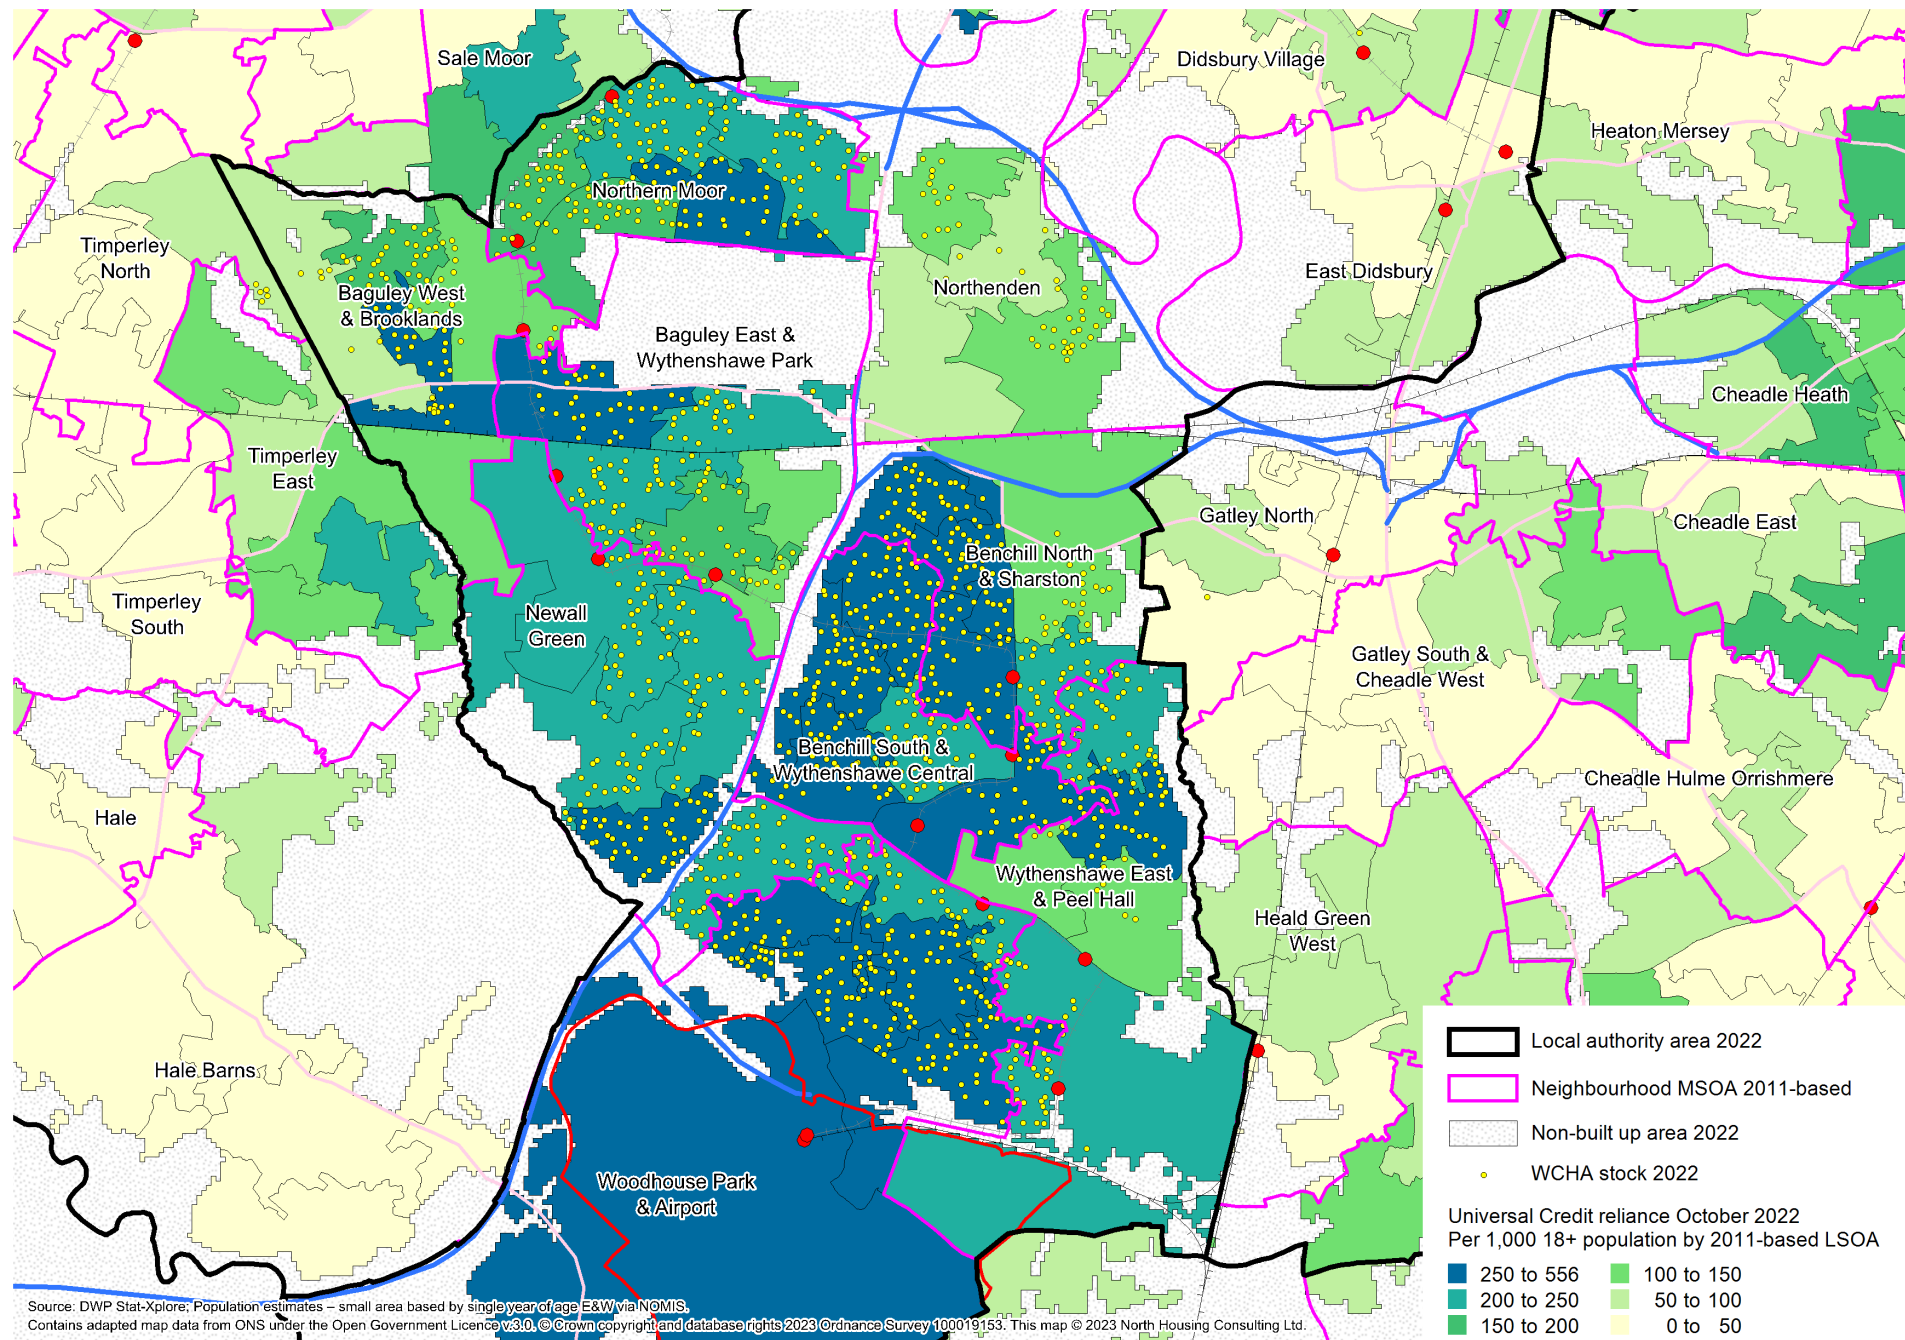 Sale Moor
Didsbury Village
Heaton Mersey
Northern Moor
Timperley
North
East Didsbury
Baguley West
& Brooklands
Northenden
Baguley East &
Wythenshawe Park
Cheadle Heath
Timperley
East
Gatley North
Cheadle East
Benchill North
& Sharston
Timperley
South
Newall
Green
Gatley South &
Cheadle West
Benchill South &
Wythenshawe Central
Cheadle Hulme Orrishmere
Hale
Wythenshawe East
& Peel Hall
Heald Green
West
Hale Barns
Woodhouse Park
& Airport
Local authority area 2022
Neighbourhood MSOA 2011-based
Non-built up area 2022
WCHA stock 2022
Universal Credit reliance October 2022
Per 1,000 18+ population by 2011-based LSOA
250 to 556 100 to 150
200 to 250 50 to 100
150 to 200 0 to 50
Source: DWP Stat-Xplore; Population estimates – small area based by single year of age E&W via NOMIS.
Contains adapted map data from ONS under the Open Government Licence v.3.0. © Crown copyright and database rights 2023 Ordnance Survey 100019153. This map © 2023 North Housing Consulting Ltd.